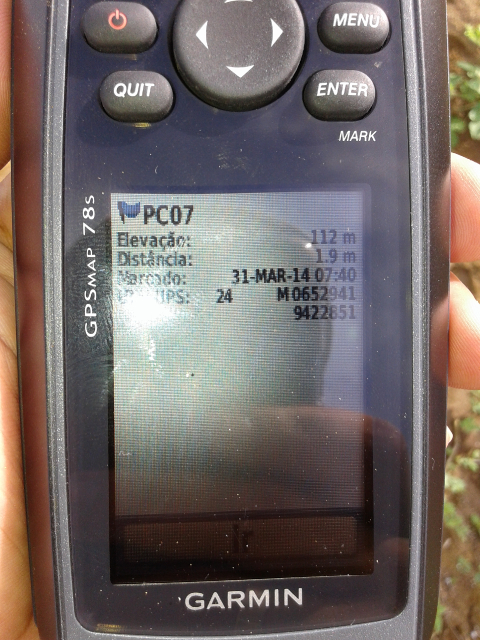 MENU
QUIT
ENTER
MARK
GPSMAP 78s
PC07
Elevação: 112 m
Distância: 1.9 m
Marcado: 31-MAR-14 07:40
24 M 0652941
9422851
Ir
GARMIN